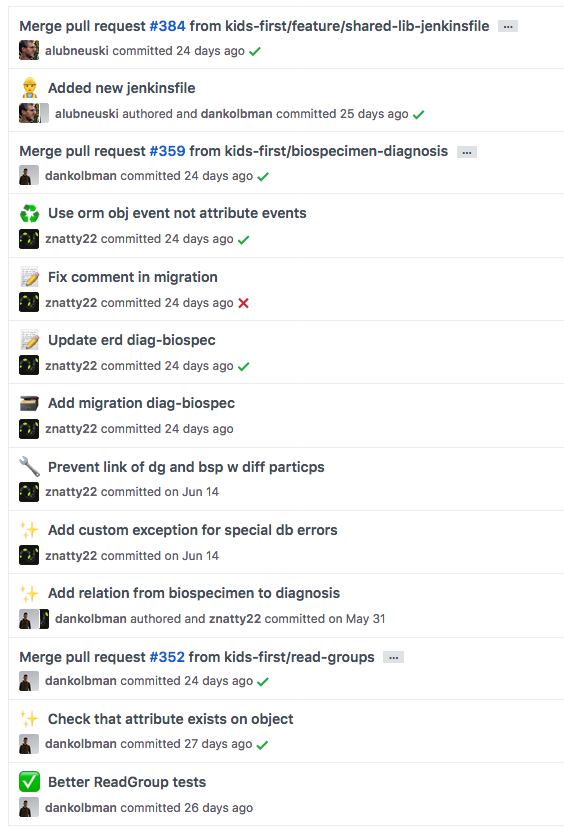 Merge pull request #384 from kids-first/feature/shared-lib-jenkinsfile ...
alubneuski committed 24 days ago
Added new jenkinsfile
alubneuski authored and dankolbman committed 25 days ago
Merge pull request #359 from kids-first/biospecimen-diagnosis ...
dankolbman committed 24 days ago
Use orm obj event not attribute events
znatty22 committed 24 days ago
Fix comment in migration
znatty22 committed 24 days ago
Update erd diag-biospec
znatty22 committed 24 days ago
Add migration diag-biospec
znatty22 committed 24 days ago
Prevent link of dg and bsp w diff particps
znatty22 committed on Jun 14
Add custom exception for special db errors
znatty22 committed on Jun 14
Add relation from biospecimen to diagnosis
dankolbman authored and znatty22 committed on May 31
Merge pull request #352 from kids-first/read-groups ...
dankolbman committed 24 days ago
Check that attribute exists on object
dankolbman committed 27 days ago
Better ReadGroup tests
dankolbman committed 26 days ago